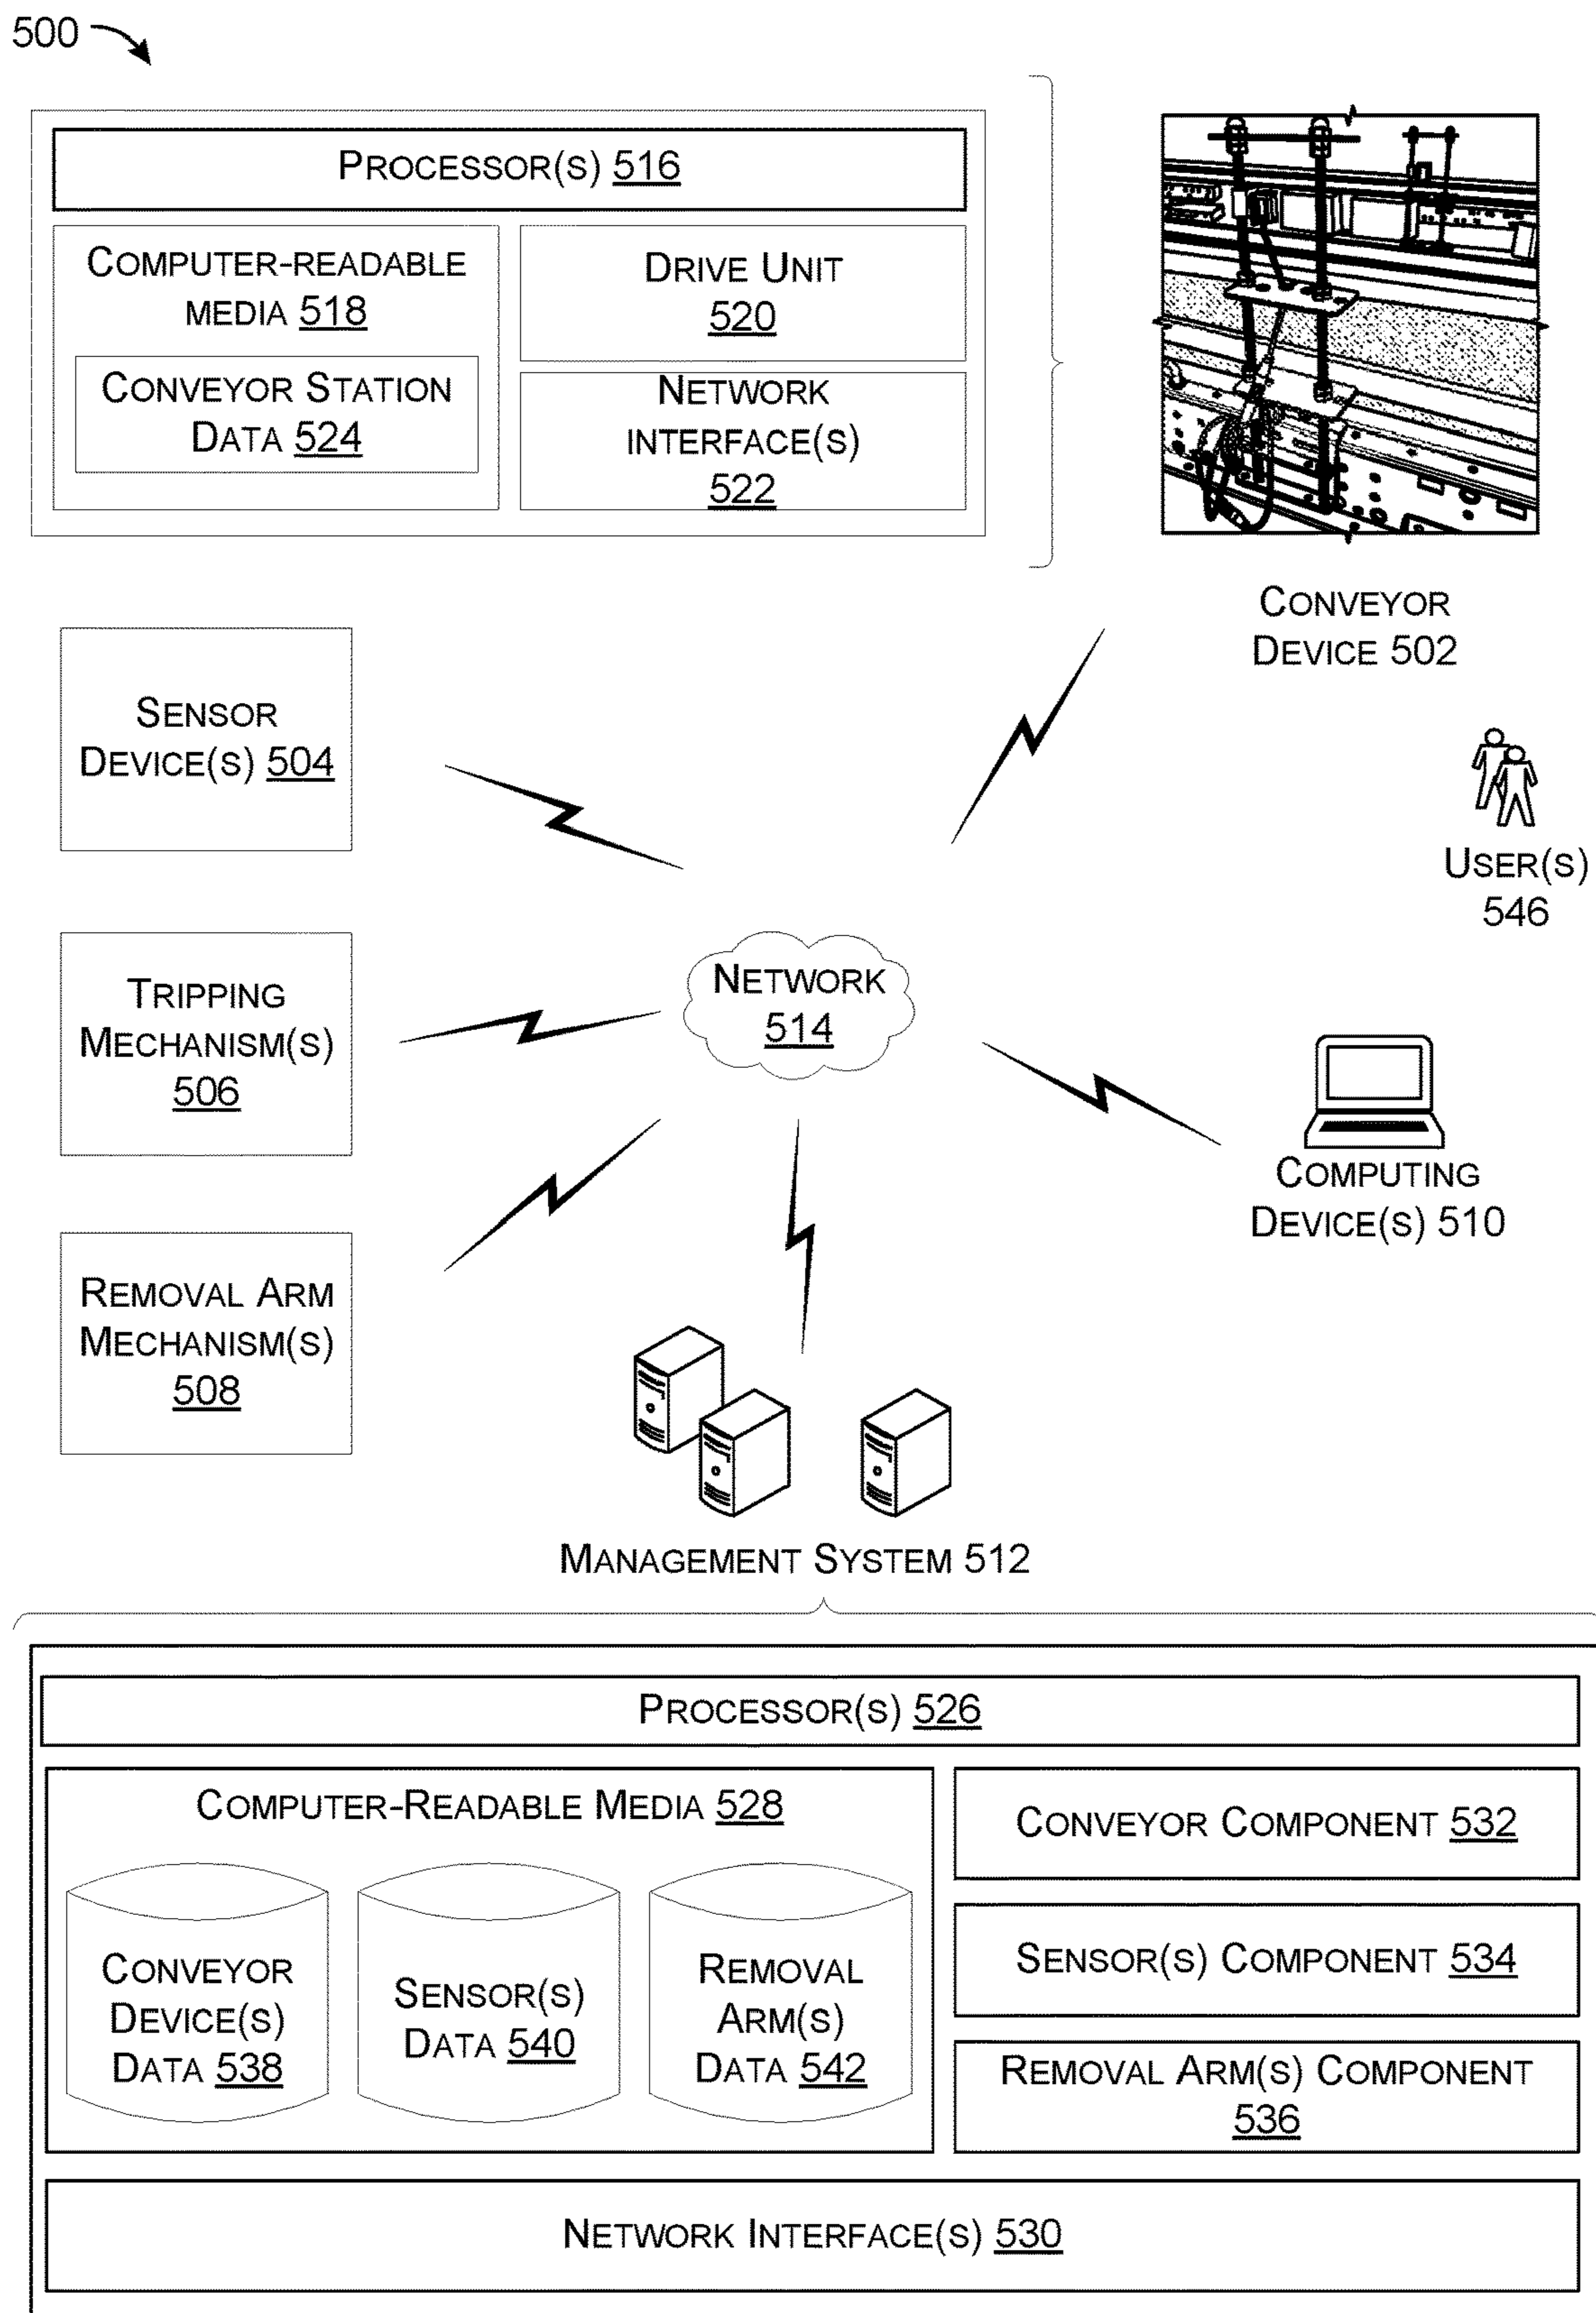 500
PROCESSOR(S) 516
COMPUTER-READABLE
MEDIA 518
CONVEYOR STATION
DATA 524
DRIVE UNIT
520
NETWORK
INTERFACE(S)
522
CONVEYOR
DEVICE 502
SENSOR
DEVICE(S) 504
USER(S)
546
TRIPPING
MECHANISM(S)
506
NETWORK
514
REMOVAL ARM
MECHANISM(S)
508
COMPUTING
DEVICE(S) 510
MANAGEMENT SYSTEM 512
PROCESSOR(S) 526
COMPUTER-READABLE MEDIA 528
CONVEYOR
DEVICE(S)
DATA 538
SENSOR(S)
DATA 540
REMOVAL
ARM(S)
DATA 542
CONVEYOR COMPONENT 532
SENSOR(S) COMPONENT 534
REMOVAL ARM(S) COMPONENT
536
NETWORK INTERFACE(S) 530